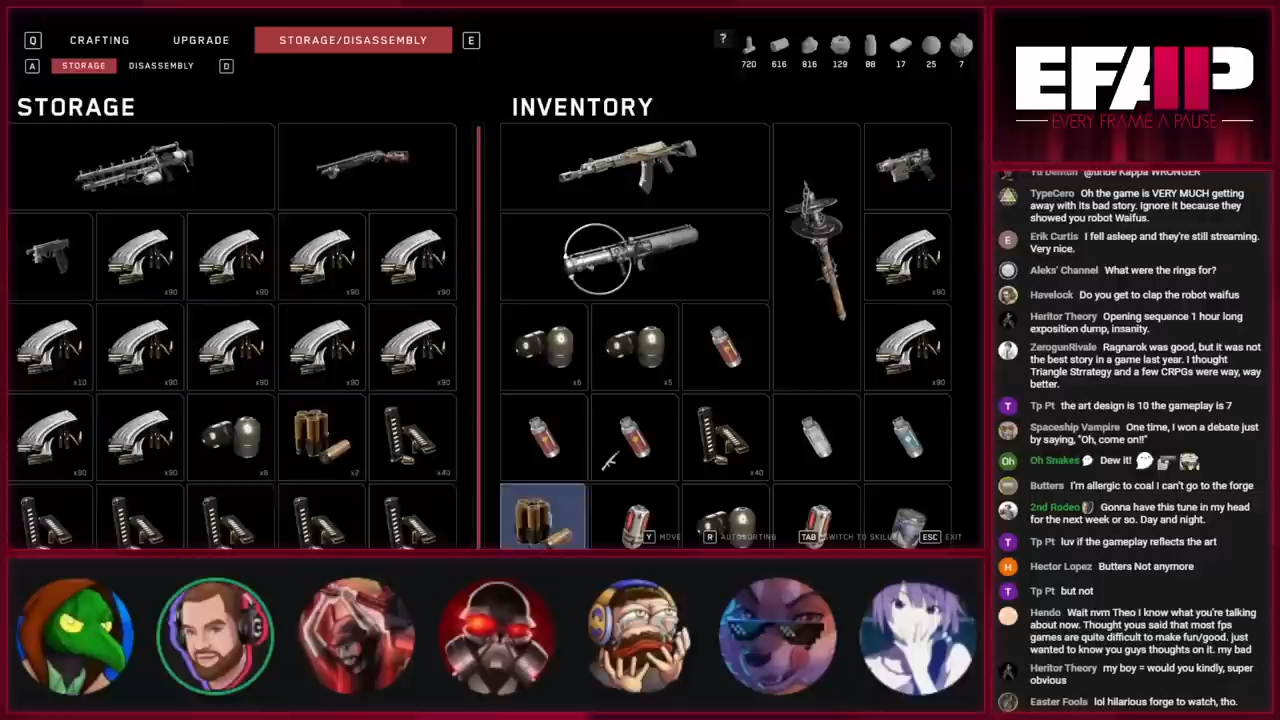 Q CRAFTING UPGRADE STORAGE/DISASSEMBLY E
?
720 616 816 129 88 17 25 7
A STORAGE DISASSEMBLY D
STORAGE
INVENTORY
x90 x90 x90 x90 x90
x10 x90 x90 x90 x90 x6 x5 x90
x90 x90 x8 x7 x40 x40
Y MOVE R AUTOSORTING TAB SWITCH TO SKILLS ESC EXIT
EFAP
EVERY FRAME A PAUSE
TypeCero Oh the game is VERY MUCH getting
away with its bad story. Ignore it because they
showed you robot Waifus.
E Erik Curtis I fell asleep and they're still streaming.
Very nice.
Aleks' Channel What were the rings for?
Havelock Do you get to clap the robot waifus
Heritor Theory Opening sequence 1 hour long
exposition dump, insanity.
ZerogunRivale Ragnarok was good, but it was not
the best story in a game last year. I thought
Triangle Strrategy and a few CRPGs were way, way
better.
T Tp Pt the art design is 10 the gameplay is 7
Spaceship Vampire One time, I won a debate just
by saying, "Oh, come on!!"
Oh Oh Snakes Dew it!
Butters I'm allergic to coal I can't go to the forge
2nd Rodeo Gonna have this tune in my head
for the next week or so. Day and night.
T Tp Pt luv if the gameplay reflects the art
H Hector Lopez Butters Not anymore
T Tp Pt but not
Hendo Wait nvm Theo I know what you're talking
about now. Thought yous said that most fps
games are quite difficult to make fun/good. just
wanted to know you guys thoughts on it. my bad
Heritor Theory my boy = would you kindly, super
obvious
Easter Fools lol hilarious forge to watch, tho.